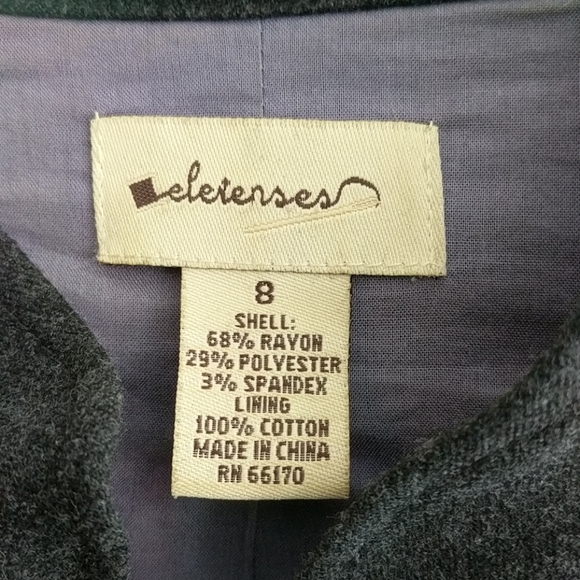 eletenses
8
SHELL:
68% RAYON
29% POLYESTER
3% SPANDEX
LINING
100% COTTON
MADE IN CHINA
RN 66170